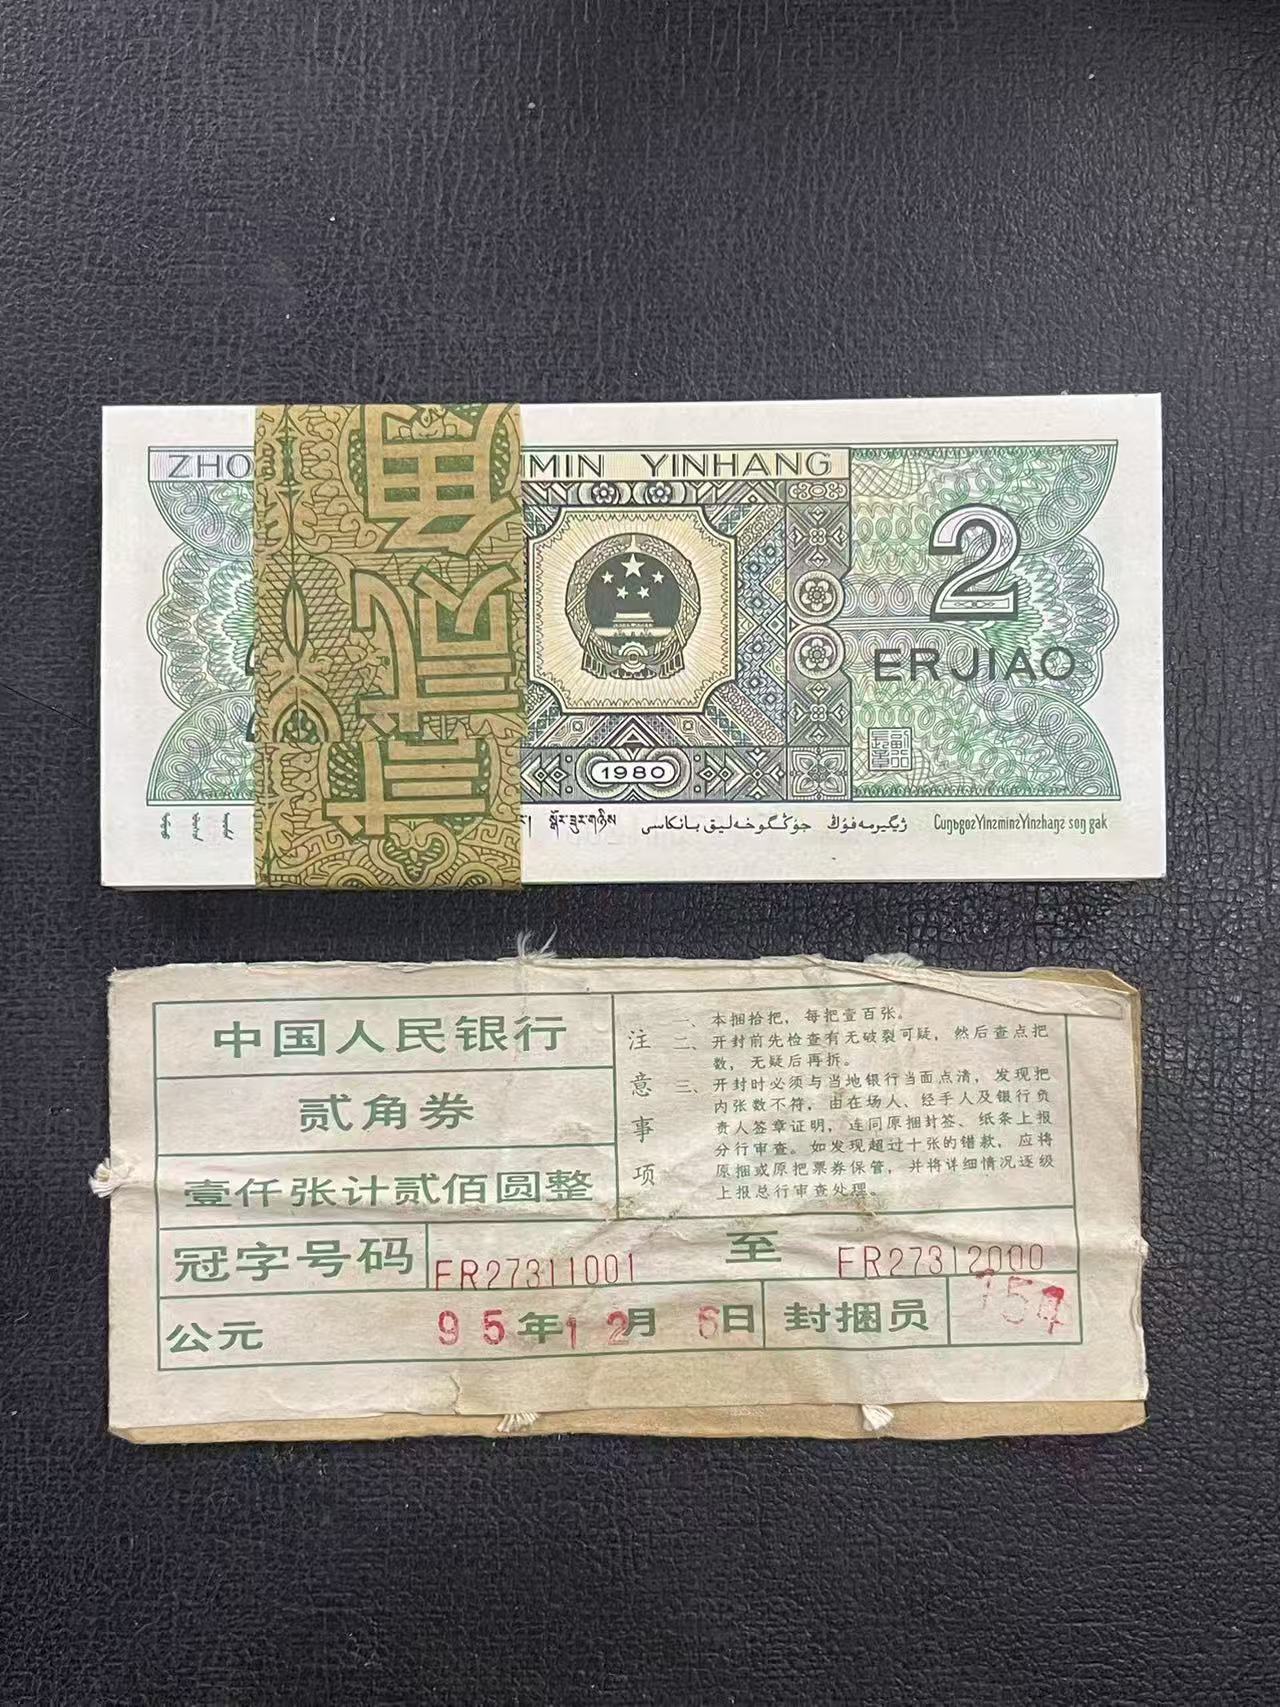 ZHO
IMIN YINHANG
贰角
2
ERJIAO
1980
Cuŋƅgoƨ Yinƨminƨ Yinƨhaŋƨ soŋ gak
中国人民银行
贰角券
壹仟张计贰佰圆整
注意事项
一、本捆拾把，每把壹百张。
二、开封前先检查有无破裂可疑，然后查点把
数，无疑后再拆。
三、开封时必须与当地银行当面点清，发现把
内张数不符，由在场人、经手人及银行负
责人签章证明，连同原捆封签、纸条上报
分行审查。如发现超过十张的错款，应将
原捆或原把票券保管，并将详细情况逐级
上报总行审查处理。
冠字号码 FR27311001 至 FR27312000
公元 95年12月6日 封捆员 154